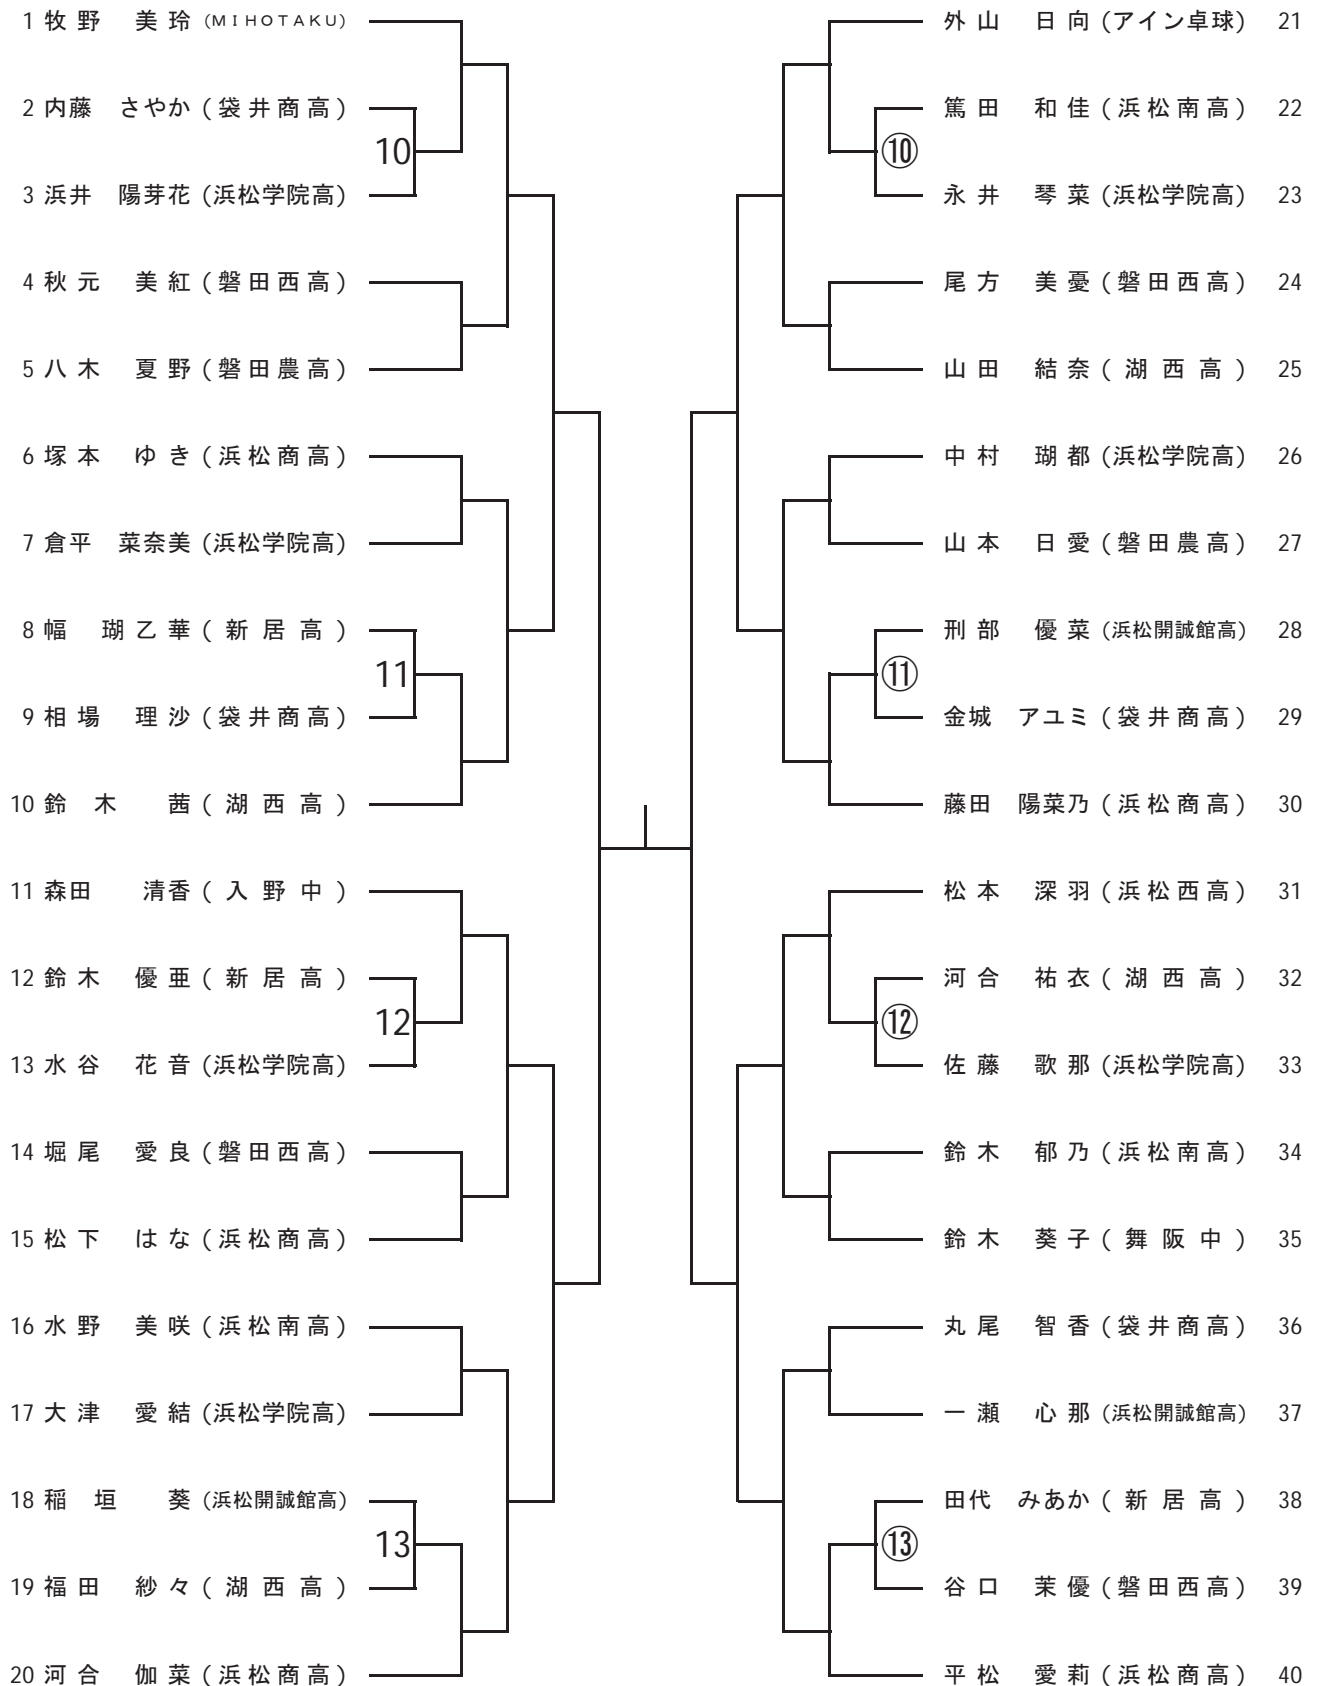 1 牧野 美玲 (MIHOTAKU)
2 内藤 さやか (袋井商高)
10
3 浜井 陽芽花 (浜松学院高)
4 秋元 美紅 (磐田西高)
5 八木 夏野 (磐田農高)
6 塚本 ゆき (浜松商高)
7 倉平 菜奈美 (浜松学院高)
8 幅 瑚乙華 (新居高)
11
9 相場 理沙 (袋井商高)
10 鈴木 茜 (湖西高)
11 森田 清香 (入野中)
12 鈴木 優亜 (新居高)
12
13 水谷 花音 (浜松学院高)
14 堀尾 愛良 (磐田西高)
15 松下 はな (浜松商高)
16 水野 美咲 (浜松南高)
17 大津 愛結 (浜松学院高)
18 稲垣 葵 (浜松開誠館高)
13
19 福田 紗々 (湖西高)
20 河合 伽菜 (浜松商高)
外山 日向 (アイン卓球) 21
篤田 和佳 (浜松南高) 22
⑩
永井 琴菜 (浜松学院高) 23
尾方 美憂 (磐田西高) 24
山田 結奈 (湖西高) 25
中村 瑚都 (浜松学院高) 26
山本 日愛 (磐田農高) 27
刑部 優菜 (浜松開誠館高) 28
⑪
金城 アユミ (袋井商高) 29
藤田 陽菜乃 (浜松商高) 30
松本 深羽 (浜松西高) 31
河合 祐衣 (湖西高) 32
⑫
佐藤 歌那 (浜松学院高) 33
鈴木 郁乃 (浜松南高) 34
鈴木 葵子 (舞阪中) 35
丸尾 智香 (袋井商高) 36
一瀬 心那 (浜松開誠館高) 37
田代 みあか (新居高) 38
⑬
谷口 茉優 (磐田西高) 39
平松 愛莉 (浜松商高) 40